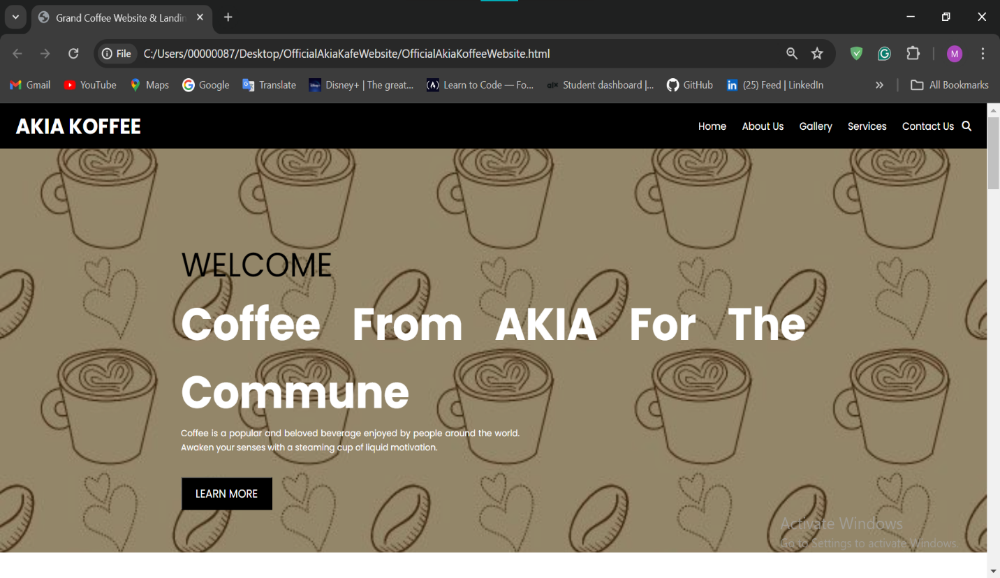 Grand Coffee Website & Landin
File C:/Users/00000087/Desktop/OfficialAkiaKafeWebsite/OfficialAkiaKoffeeWebsite.html
M
Gmail YouTube Maps Google Translate Disney+ | The great... Learn to Code — Fo... Student dashboard |... GitHub (25) Feed | LinkedIn » All Bookmarks
AKIA KOFFEE Home About Us Gallery Services Contact Us
WELCOME
Coffee From AKIA For The
Commune
Coffee is a popular and beloved beverage enjoyed by people around the world.
Awaken your senses with a steaming cup of liquid motivation.
LEARN MORE
Activate Windows
Go to Settings to activate Windows.